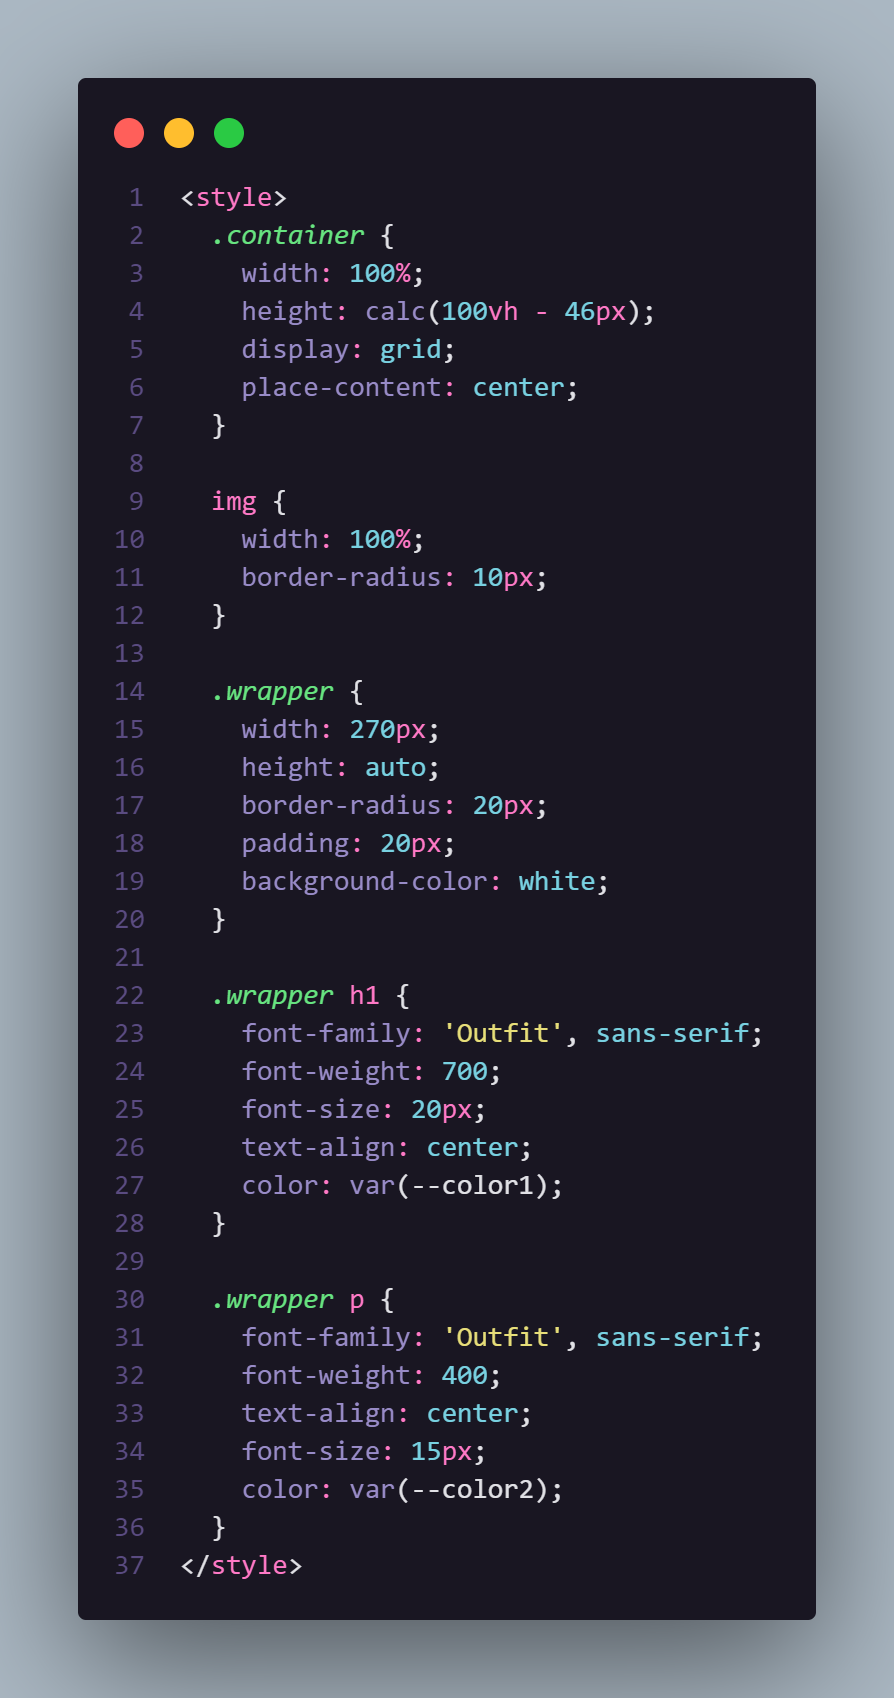 1 <style>
2 .container {
3 width: 100%;
4 height: calc(100vh - 46px);
5 display: grid;
6 place-content: center;
7 }
8
9 img {
10 width: 100%;
11 border-radius: 10px;
12 }
13
14 .wrapper {
15 width: 270px;
16 height: auto;
17 border-radius: 20px;
18 padding: 20px;
19 background-color: white;
20 }
21
22 .wrapper h1 {
23 font-family: 'Outfit', sans-serif;
24 font-weight: 700;
25 font-size: 20px;
26 text-align: center;
27 color: var(--color1);
28 }
29
30 .wrapper p {
31 font-family: 'Outfit', sans-serif;
32 font-weight: 400;
33 text-align: center;
34 font-size: 15px;
35 color: var(--color2);
36 }
37 </style>